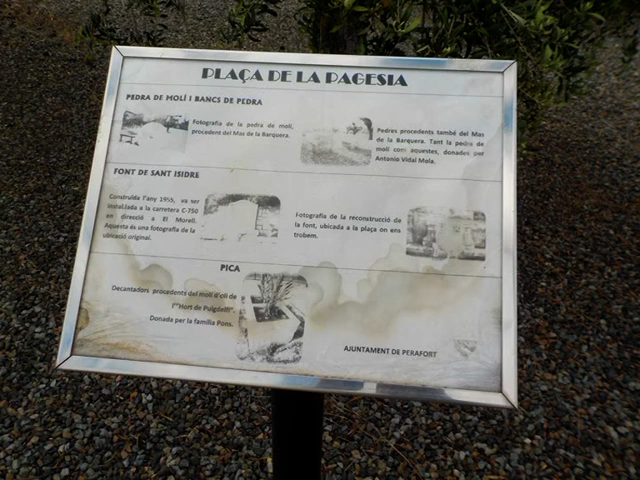 PLAÇA DE LA PAGESIA
PEDRA DE MOLÍ I BANCS DE PEDRA
Fotografia de la pedra de molí,
procedent del Mas de la Barquera.
Pedres procedents també del Mas
de la Barquera. Tant la pedra de
molí com aquestes, donades per
Antonio Vidal Mola.
FONT DE SANT ISIDRE
Construïda l'any 1955, va ser
instal.lada a la carretera C-750
en direcció a El Morell.
Aquesta és una fotografia de la
ubicació original.
Fotografia de la reconstrucció de
la font, ubicada a la plaça on ens
trobem.
PICA
Decantadors procedents del molí d'oli de
l'"Hort de Puigdelfí".
Donada per la família Pons.
AJUNTAMENT DE PERAFORT